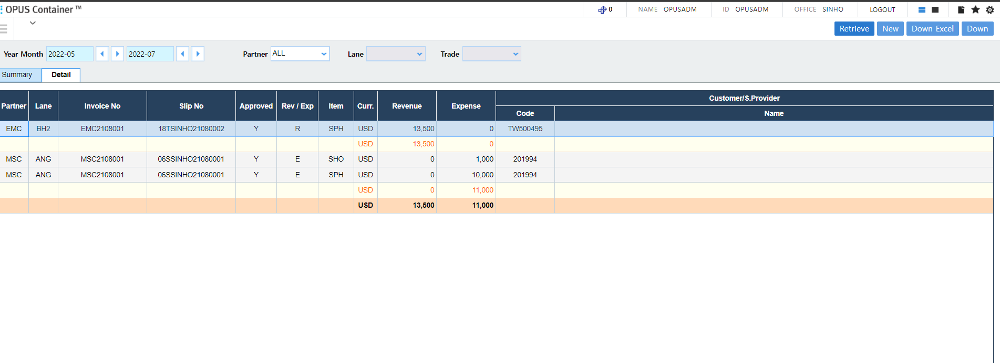 OPUS Container ™
0 NAME OPUSADM ID OPUSADM OFFICE SINHO LOGOUT
Retrieve New Down Excel Down
Year Month 2022-05 2022-07 Partner ALL Lane Trade
Summary Detail
Partner Lane Invoice No Slip No Approved Rev / Exp Item Curr. Revenue Expense Customer/S.Provider
Code Name
EMC BH2 EMC2108001 18TSINHO21080002 Y R SPH USD 13,500 0 TW500495
USD 13,500 0
MSC ANG MSC2108001 06SSINHO21080001 Y E SHO USD 0 1,000 201994
MSC ANG MSC2108001 06SSINHO21080001 Y E SPH USD 0 10,000 201994
USD 0 11,000
USD 13,500 11,000